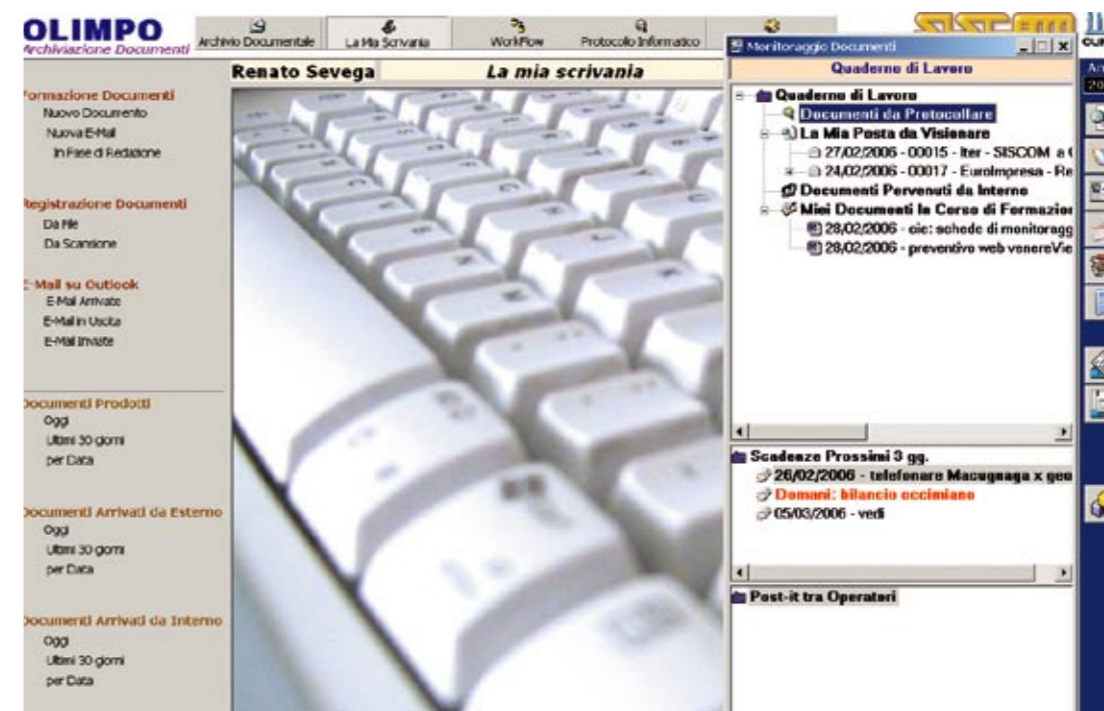 OLIMPO
Archiviazione Documenti
Archivio Documentale
La Mia Scrivania
WorkFlow
Protocollo Informatico
SISCOM
Renato Sevega
La mia scrivania
Formazione Documenti
Nuovo Documento
Nuova E-Mail
In Fase di Redazione
Registrazione Documenti
Da File
Da Scansione
E-Mail su Outlook
E-Mail Arrivate
E-Mail in Uscita
E-Mail Inviate
Documenti Prodotti
Oggi
Ultimi 30 giorni
per Data
Documenti Arrivati da Esterno
Oggi
Ultimi 30 giorni
per Data
Documenti Arrivati da Interno
Oggi
Ultimi 30 giorni
per Data
Monitoraggio Documenti
Quaderno di Lavoro
Quaderno di Lavoro
Documenti da Protocollare
La Mia Posta da Visionare
27/02/2006 - 00015 - Iter - SISCOM a
24/02/2006 - 00017 - EuroImpresa - Re
Documenti Pervenuti da Interno
Miei Documenti In Corso di Formazion
28/02/2006 - cie: schede di monitoragg
28/02/2006 - preventivo web venereVie
Scadenze Prossimi 3 gg.
26/02/2006 - telefonare Macugnaga x geo
Domani: bilancio occimiano
05/03/2006 - vedi
Post-it tra Operatori